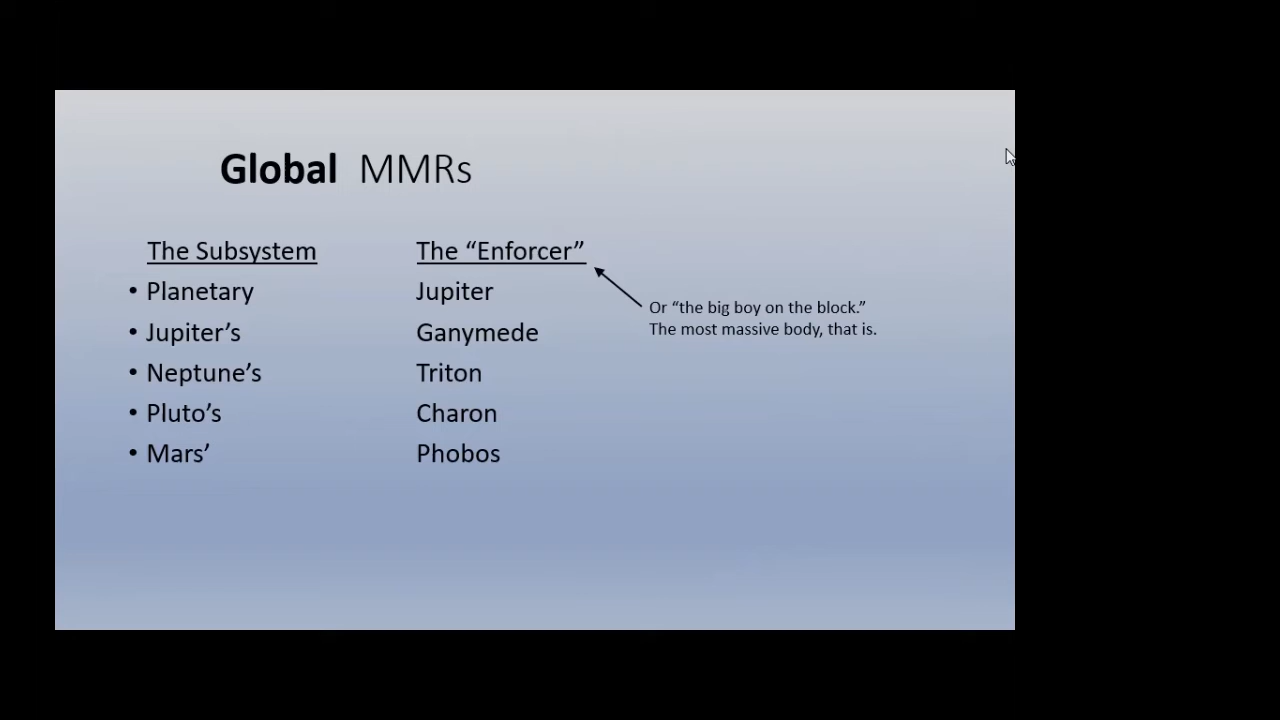 Global MMRs
The Subsystem The “Enforcer”
• Planetary Jupiter
Or “the big boy on the block.”
The most massive body, that is.
• Jupiter’s Ganymede
• Neptune’s Triton
• Pluto’s Charon
• Mars’ Phobos